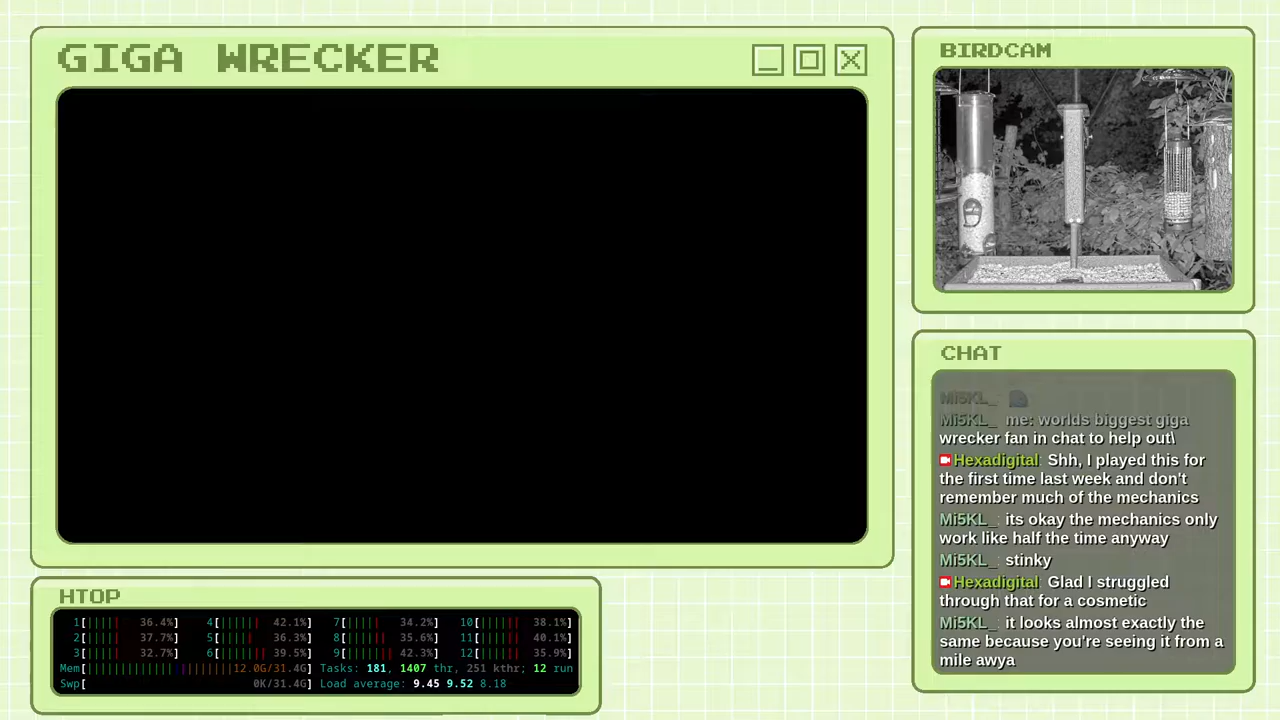 GIGA WRECKER
BIRDCAM
CHAT
Mi5KL_:
Mi5KL_: me: worlds biggest giga
wrecker fan in chat to help out\
Hexadigital: Shh, I played this for
the first time last week and don't
remember much of the mechanics
Mi5KL_: its okay the mechanics only
work like half the time anyway
Mi5KL_: stinky
Hexadigital: Glad I struggled
through that for a cosmetic
Mi5KL_: it looks almost exactly the
same because you're seeing it from a
mile awya
HTOP
1[ 36.4%] 4[ 42.1%] 7[ 34.2%] 10[ 38.1%]
2[ 37.7%] 5[ 36.3%] 8[ 35.6%] 11[ 40.1%]
3[ 32.7%] 6[ 39.5%] 9[ 42.3%] 12[ 35.9%]
Mem[ 12.0G/31.4G] Tasks: 181, 1407 thr, 251 kthr; 12 run
Swp[ 0K/31.4G] Load average: 9.45 9.52 8.18